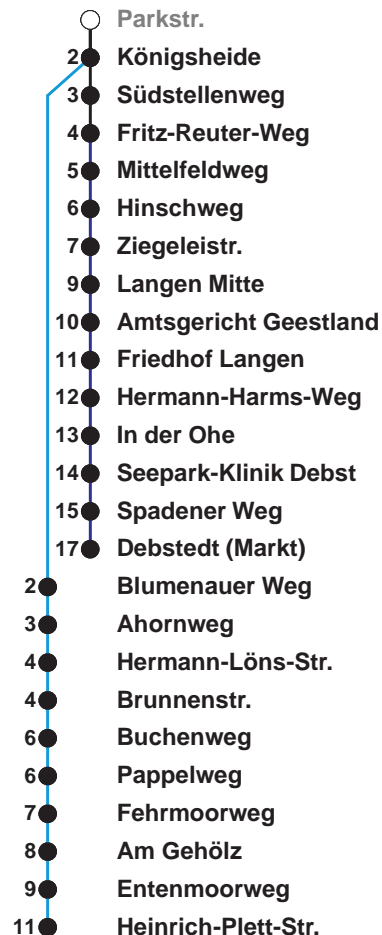 Parkstr.
2 Königsheide
3 Südstellenweg
4 Fritz-Reuter-Weg
5 Mittelfeldweg
6 Hinschweg
7 Ziegeleistr.
9 Langen Mitte
10 Amtsgericht Geestland
11 Friedhof Langen
12 Hermann-Harms-Weg
13 In der Ohe
14 Seepark-Klinik Debst
15 Spadener Weg
17 Debstedt (Markt)
2 Blumenauer Weg
3 Ahornweg
4 Hermann-Löns-Str.
4 Brunnenstr.
6 Buchenweg
6 Pappelweg
7 Fehrmoorweg
8 Am Gehölz
9 Entenmoorweg
11 Heinrich-Plett-Str.